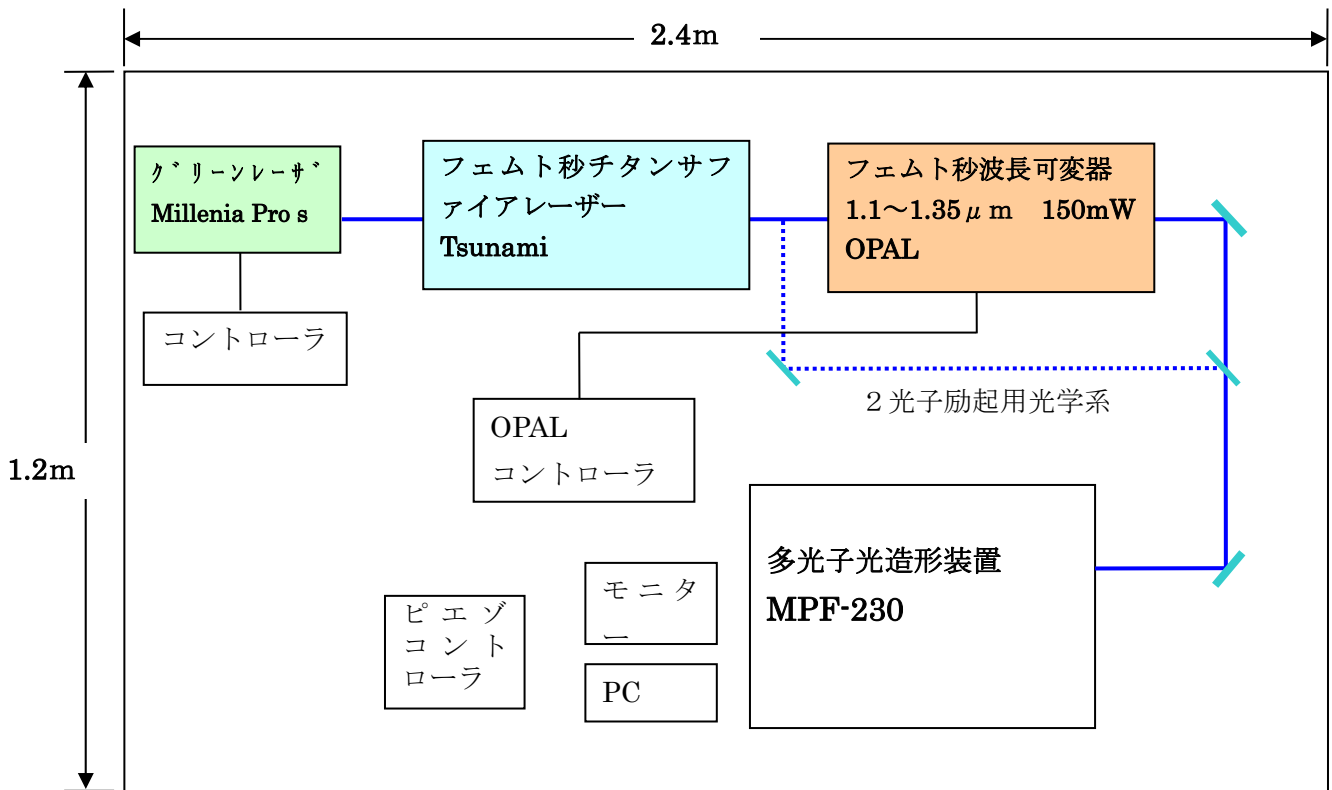 2.4m
ｸﾞﾘｰﾝﾚｰｻﾞ
Millenia Pro s
フェムト秒チタンサフ
ァイアレーザー
Tsunami
フェムト秒波長可変器
1.1～1.35μm　150mW
OPAL
コントローラ
２光子励起用光学系
OPAL
コントローラ
1.2m
多光子光造形装置
MPF-230
モニタ
ー
ピエゾ
コント
ローラ
PC